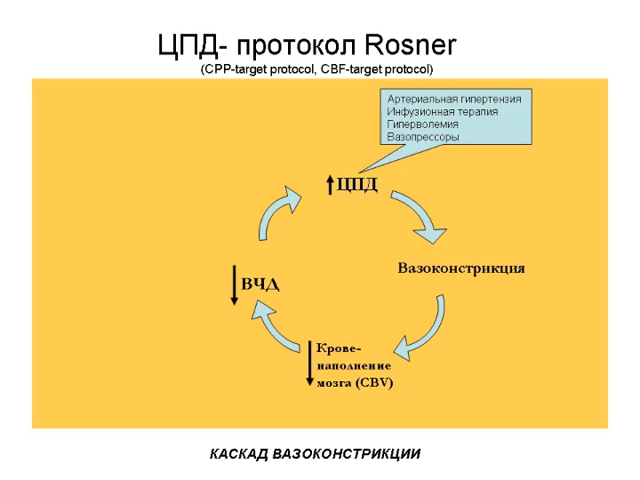 ЦПД- протокол Rosner
(CPP-target protocol, CBF-target protocol)
Артериальная гипертензия
Инфузионная терапия
Гиперволемия
Вазопрессоры
ЦПД
Вазоконстрикция
ВЧД
Крове-
наполнение
мозга (CBV)
КАСКАД ВАЗОКОНСТРИКЦИИ